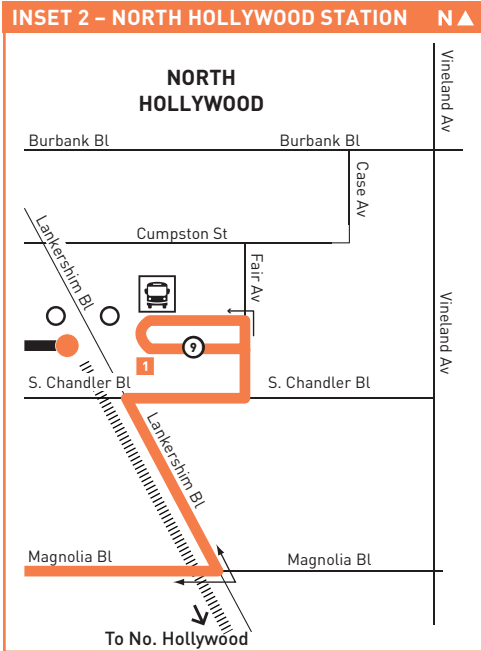 INSET 2 – NORTH HOLLYWOOD STATION N
NORTH
HOLLYWOOD
Vineland Av
Burbank Bl
Burbank Bl
Case Av
Lankershim Bl
Cumpston St
Fair Av
Vineland Av
9
1
S. Chandler Bl
S. Chandler Bl
Lankershim Bl
Magnolia Bl
Magnolia Bl
To No. Hollywood